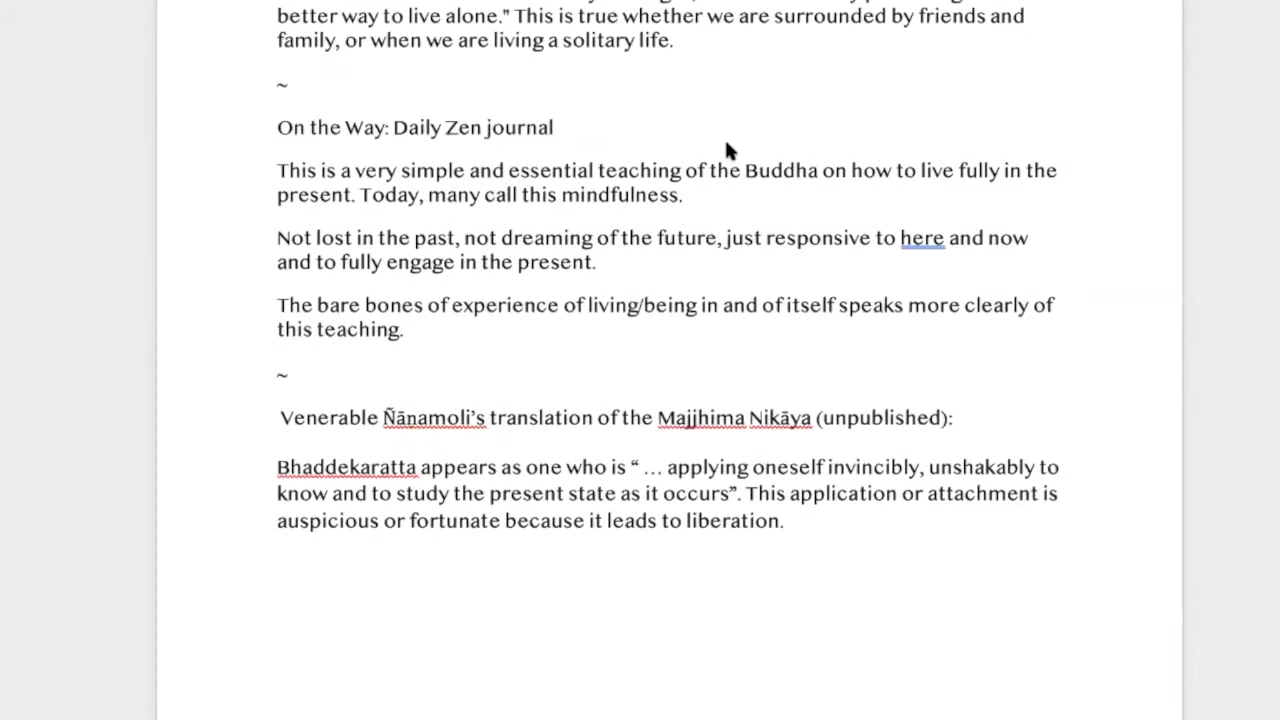 better way to live alone." This is true whether we are surrounded by friends and
family, or when we are living a solitary life.
~
On the Way: Daily Zen journal
This is a very simple and essential teaching of the Buddha on how to live fully in the
present. Today, many call this mindfulness.
Not lost in the past, not dreaming of the future, just responsive to here and now
and to fully engage in the present.
The bare bones of experience of living/being in and of itself speaks more clearly of
this teaching.
~
Venerable Ñāṇamoli’s translation of the Majjhima Nikāya (unpublished):
Bhaddekaratta appears as one who is “ … applying oneself invincibly, unshakably to
know and to study the present state as it occurs”. This application or attachment is
auspicious or fortunate because it leads to liberation.